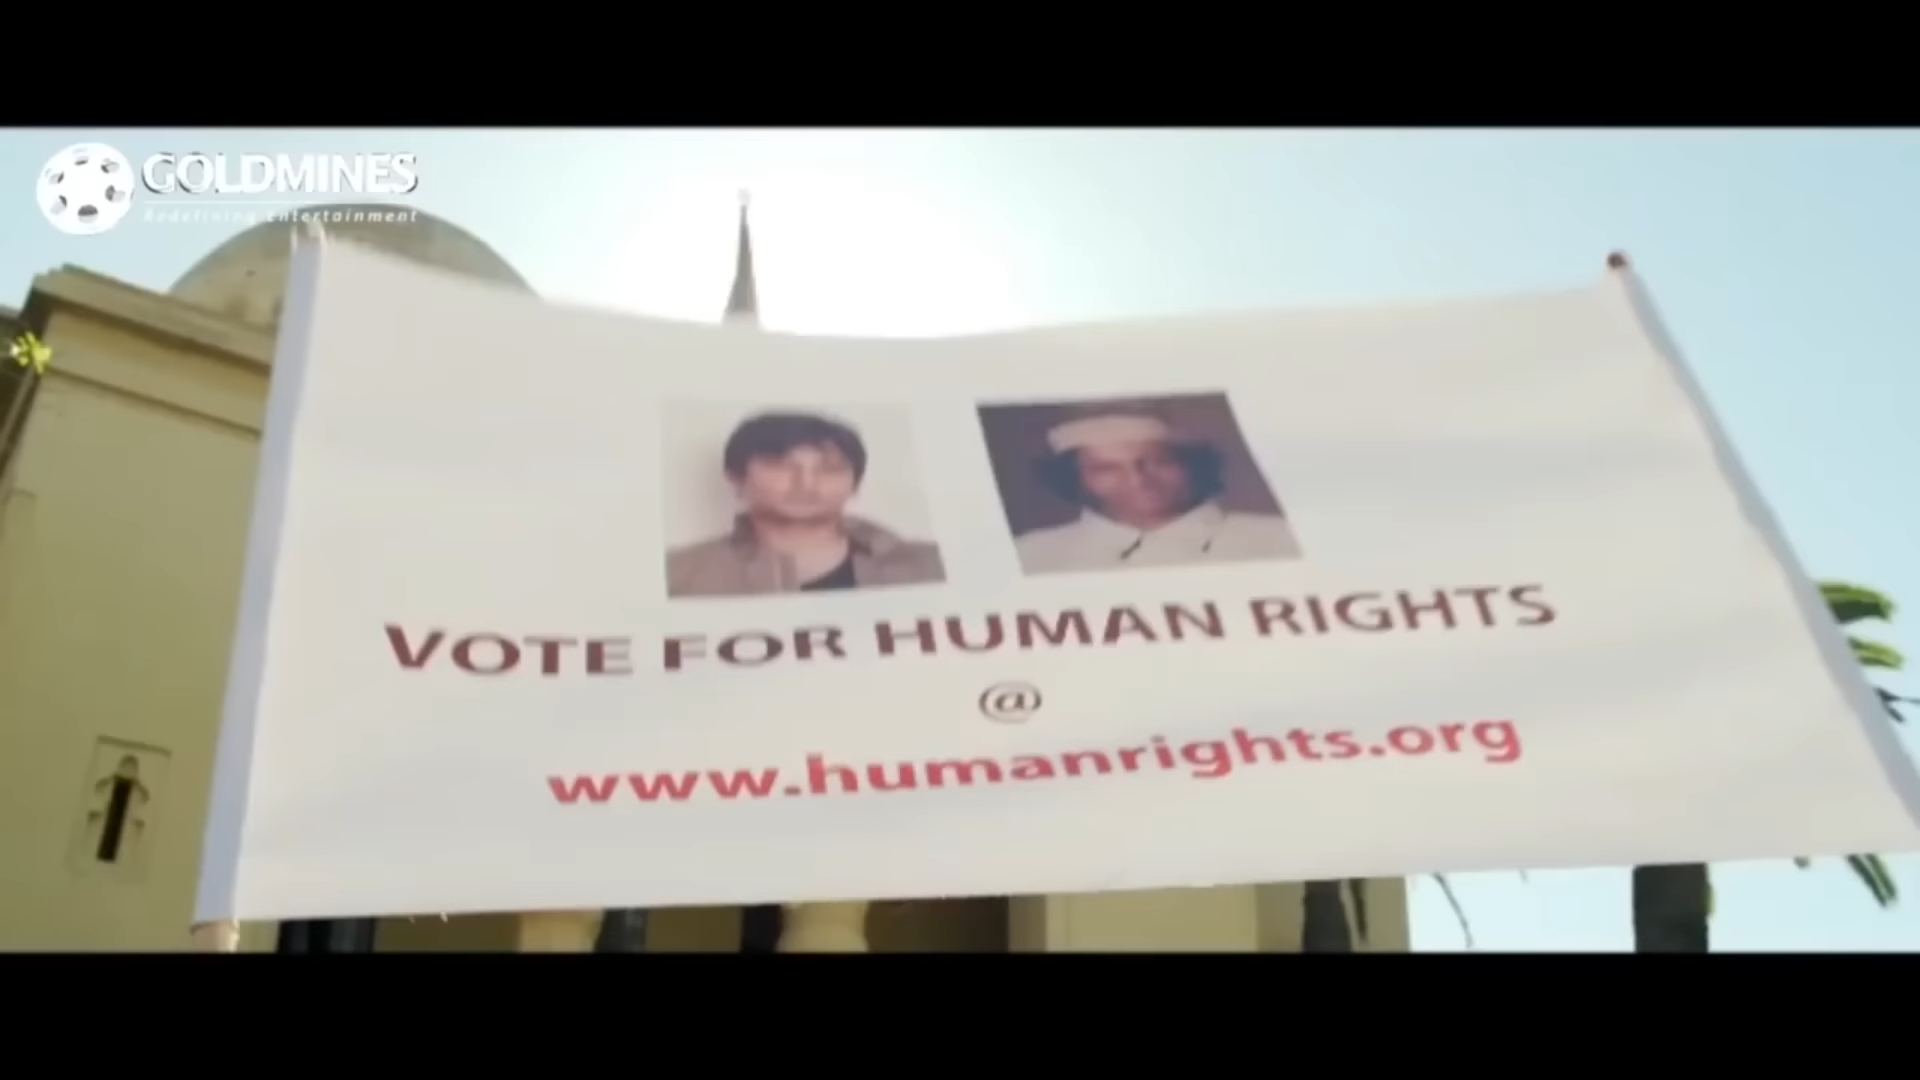 GOLDMINES
Redefining entertainment
VOTE FOR HUMAN RIGHTS
@
www.humanrights.org